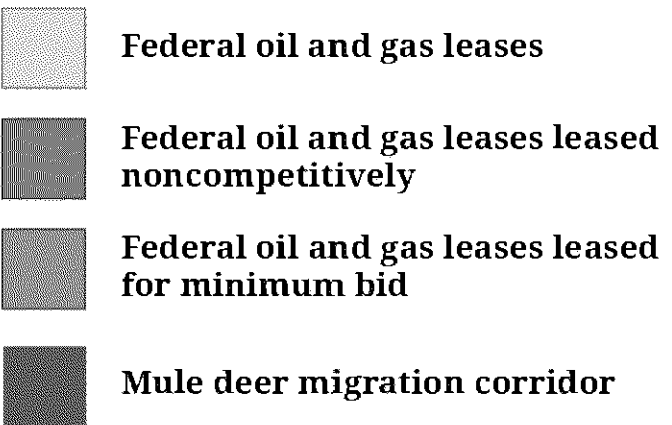 Federal oil and gas leases
Federal oil and gas leases leased
noncompetitively
Federal oil and gas leases leased
for minimum bid
Mule deer migration corridor